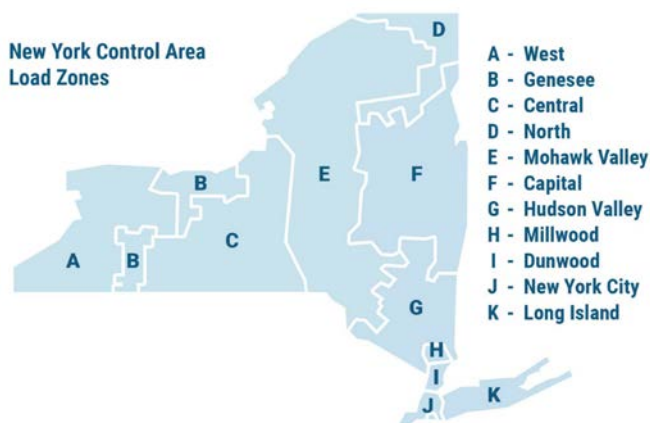 New York Control Area
Load Zones
A - West
B - Genesee
C - Central
D - North
E - Mohawk Valley
F - Capital
G - Hudson Valley
H - Millwood
I - Dunwood
J - New York City
K - Long Island
D
B
E
F
C
A
B
G
H
I
K
J